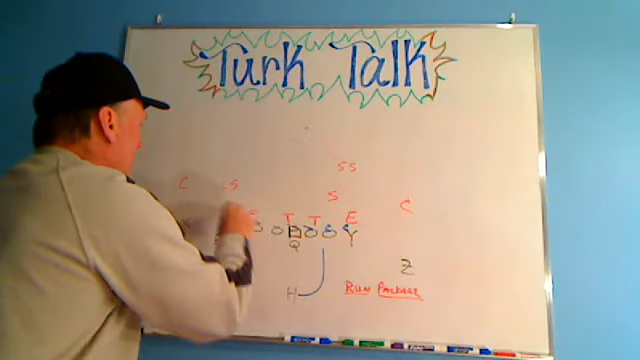 Turk Talk
SS
C S
S
C
T T E
Q Y
Z
H RUN PACKAGE